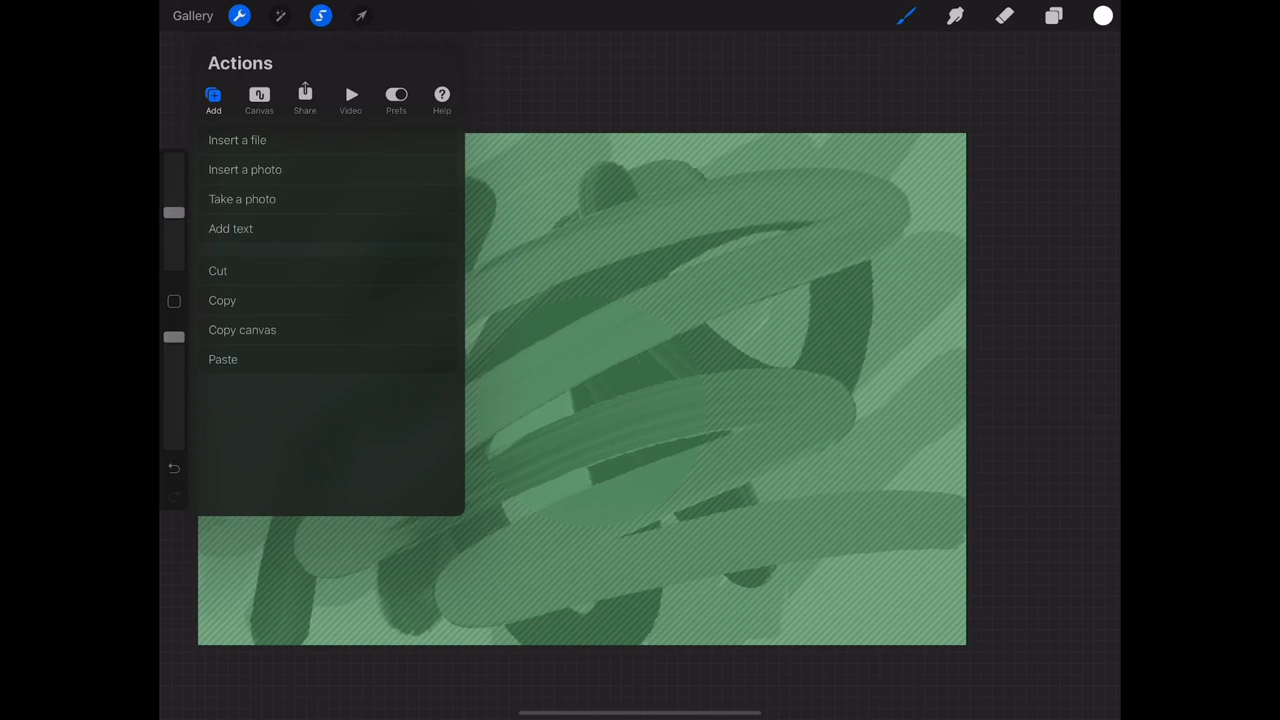 Gallery
Actions
Add Canvas Share Video Prefs Help
Insert a file
Insert a photo
Take a photo
Add text
Cut
Copy
Copy canvas
Paste